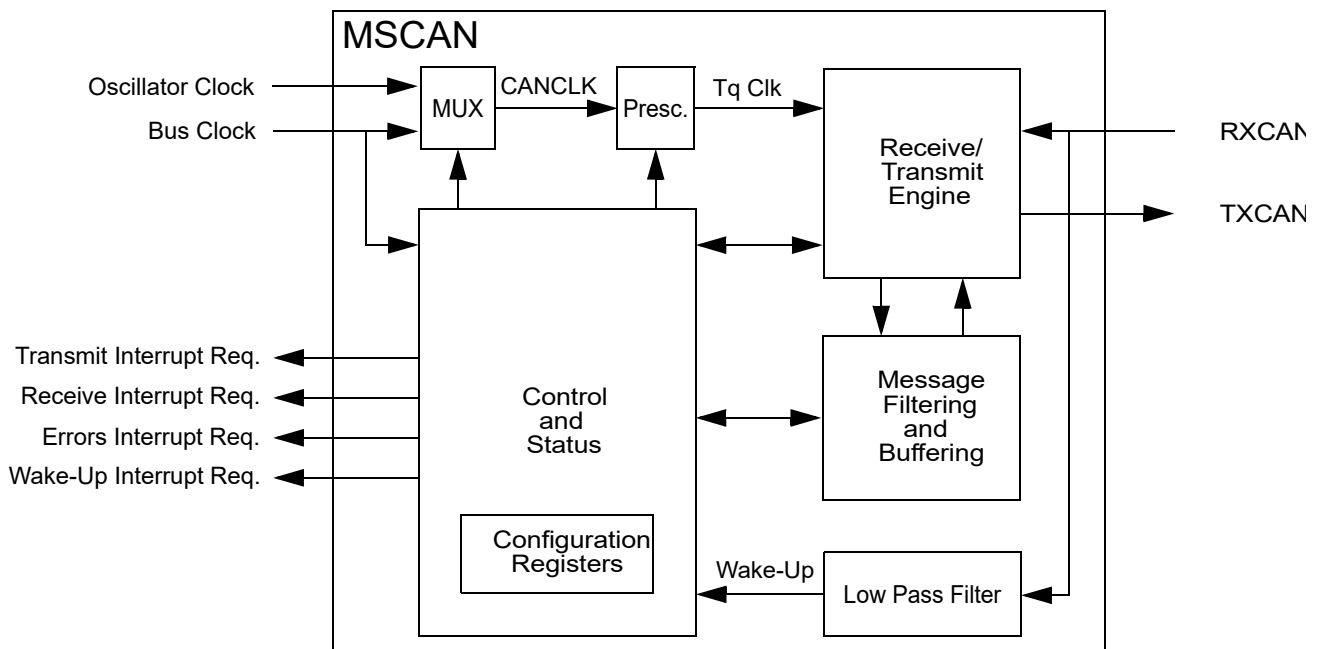 MSCAN
Oscillator Clock
Bus Clock
MUX
CANCLK
Presc.
Tq Clk
Receive/
Transmit
Engine
RXCAN
TXCAN
Transmit Interrupt Req.
Receive Interrupt Req.
Errors Interrupt Req.
Wake-Up Interrupt Req.
Control
and
Status
Configuration
Registers
Message
Filtering
and
Buffering
Wake-Up
Low Pass Filter